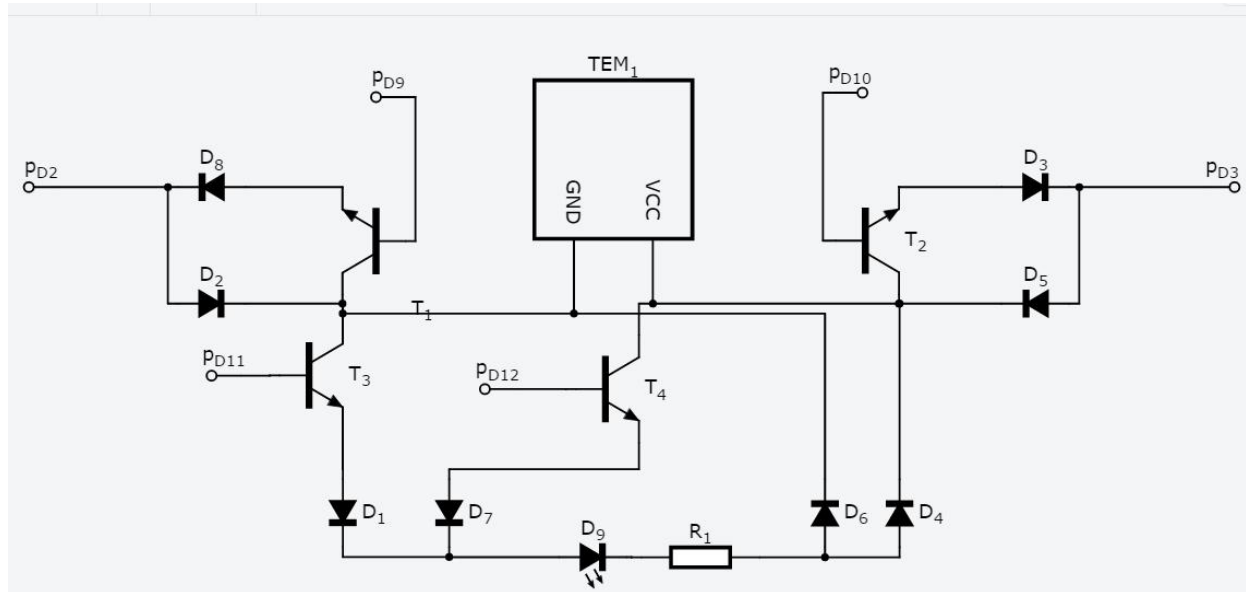 TEM1
pD9
pD10
pD2
D8
D3
pD3
GND
VCC
T2
D2
D5
T1
pD11
T3
pD12
T4
D1
D7
D6
D4
D9
R1